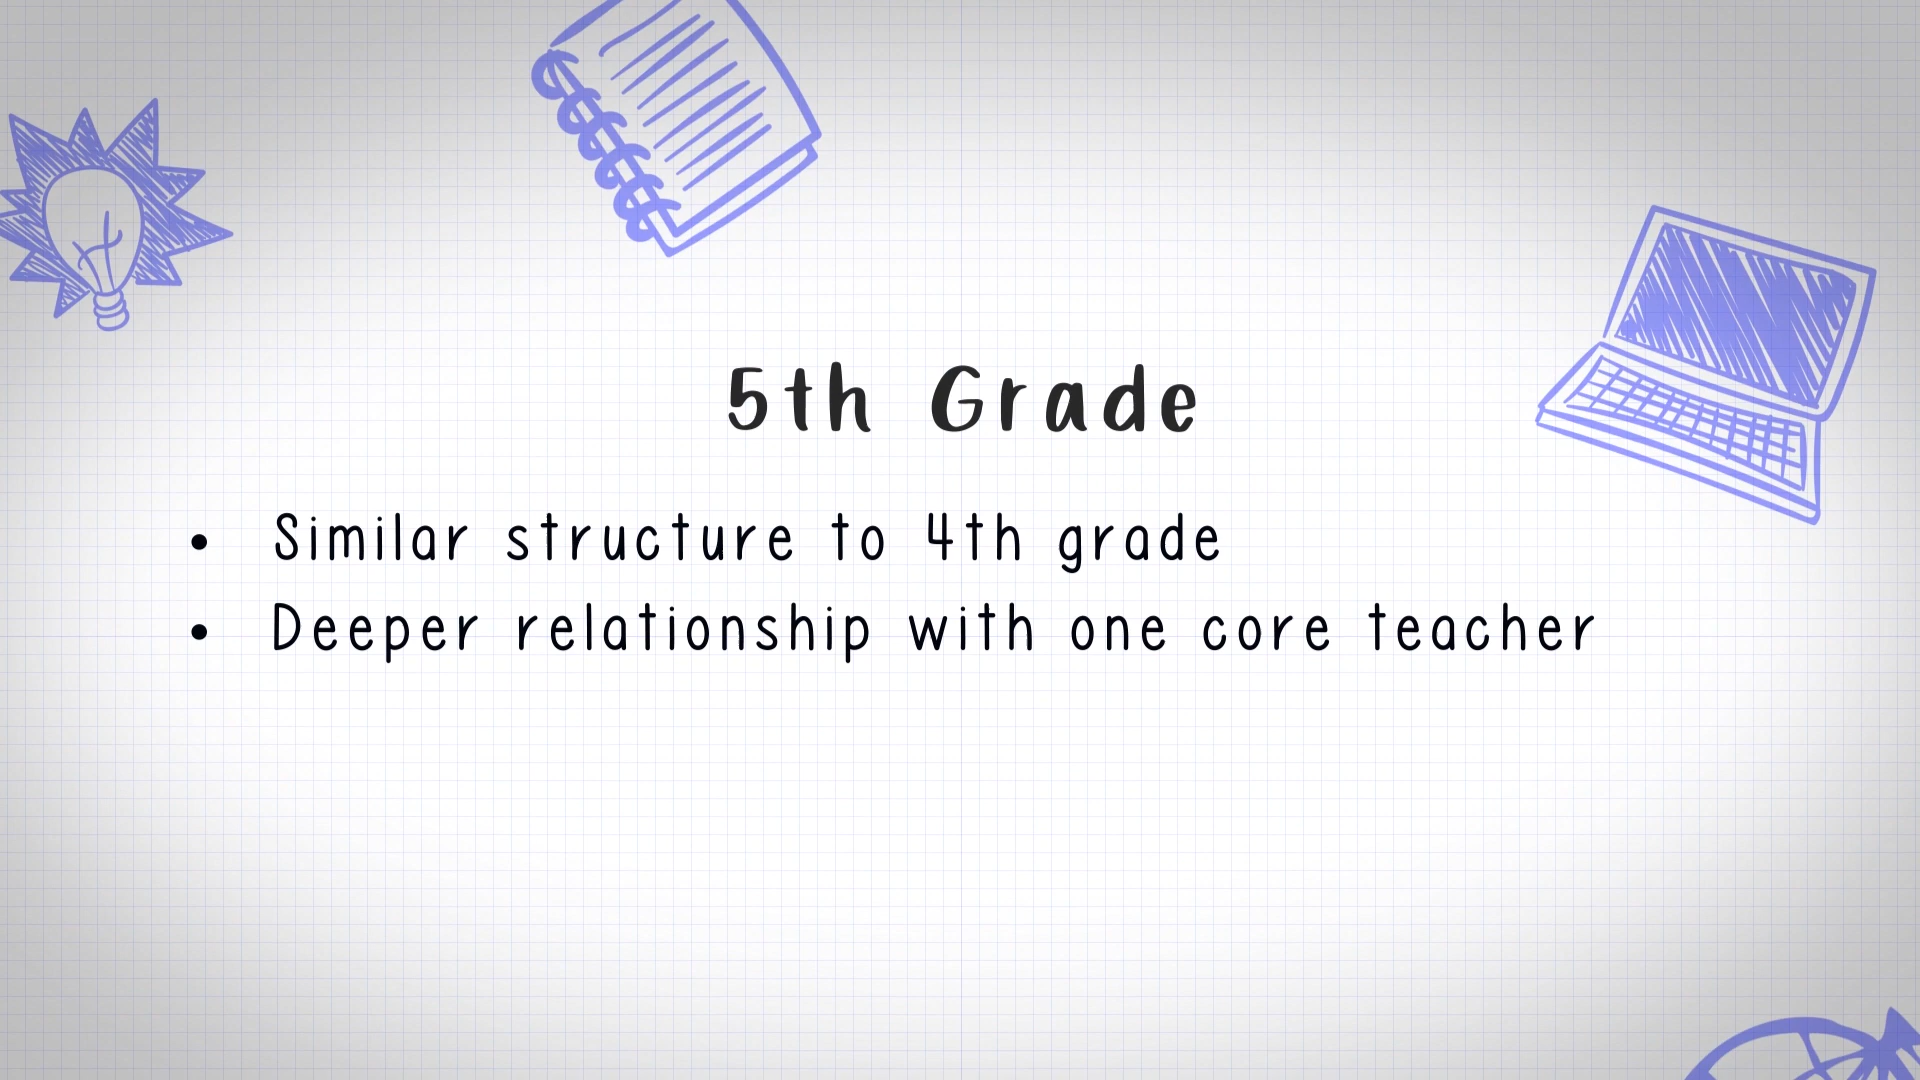 5th Grade
• Similar structure to 4th grade
• Deeper relationship with one core teacher